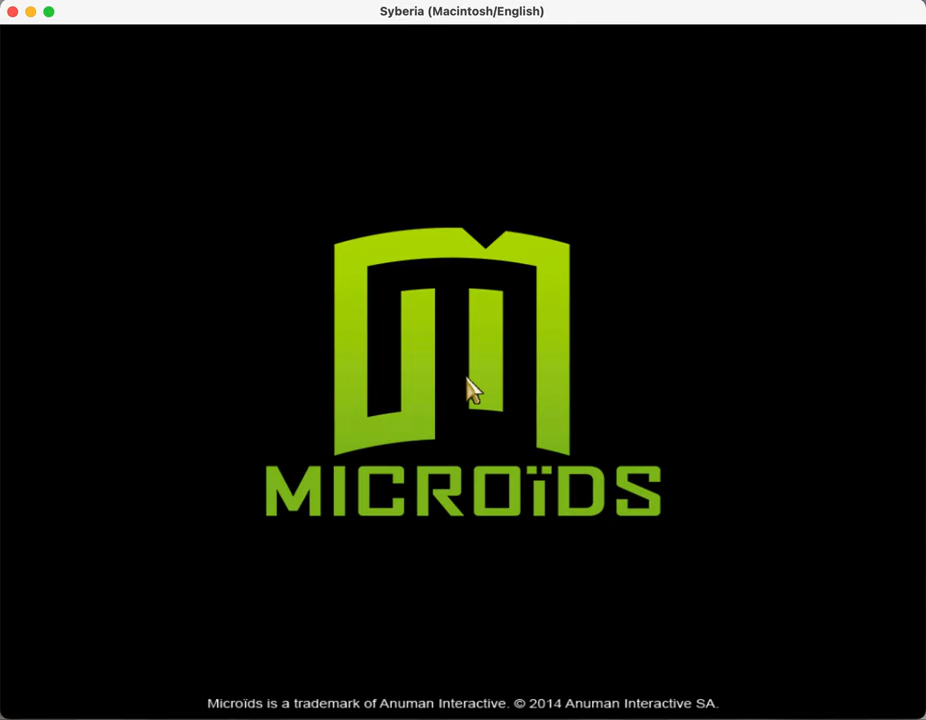 Syberia (Macintosh/English)
MICROÏDS
Microïds is a trademark of Anuman Interactive. © 2014 Anuman Interactive SA.